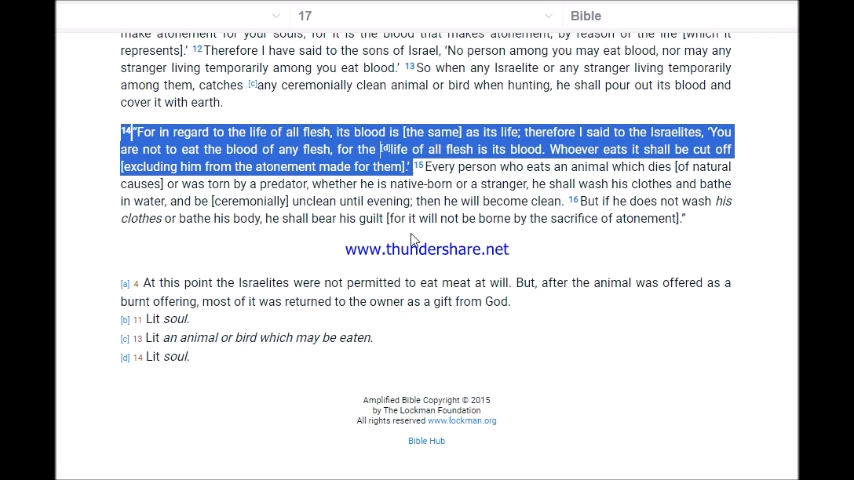 17
Bible
make atonement for your souls; for it is the blood that makes atonement, by reason of the life [which it
represents].’ 12Therefore I have said to the sons of Israel, ‘No person among you may eat blood, nor may any
stranger living temporarily among you eat blood.’ 13So when any Israelite or any stranger living temporarily
among them, catches [c]any ceremonially clean animal or bird when hunting, he shall pour out its blood and
cover it with earth.
14“For in regard to the life of all flesh, its blood is [the same] as its life; therefore I said to the Israelites, ‘You
are not to eat the blood of any flesh, for the [d]life of all flesh is its blood. Whoever eats it shall be cut off
[excluding him from the atonement made for them].’ 15Every person who eats an animal which dies [of natural
causes] or was torn by a predator, whether he is native-born or a stranger, he shall wash his clothes and bathe
in water, and be [ceremonially] unclean until evening; then he will become clean. 16But if he does not wash his
clothes or bathe his body, he shall bear his guilt [for it will not be borne by the sacrifice of atonement].”
www.thundershare.net
[a] 4 At this point the Israelites were not permitted to eat meat at will. But, after the animal was offered as a
burnt offering, most of it was returned to the owner as a gift from God.
[b] 11 Lit soul.
[c] 13 Lit an animal or bird which may be eaten.
[d] 14 Lit soul.
Amplified Bible Copyright © 2015
by The Lockman Foundation
All rights reserved www.lockman.org
Bible Hub